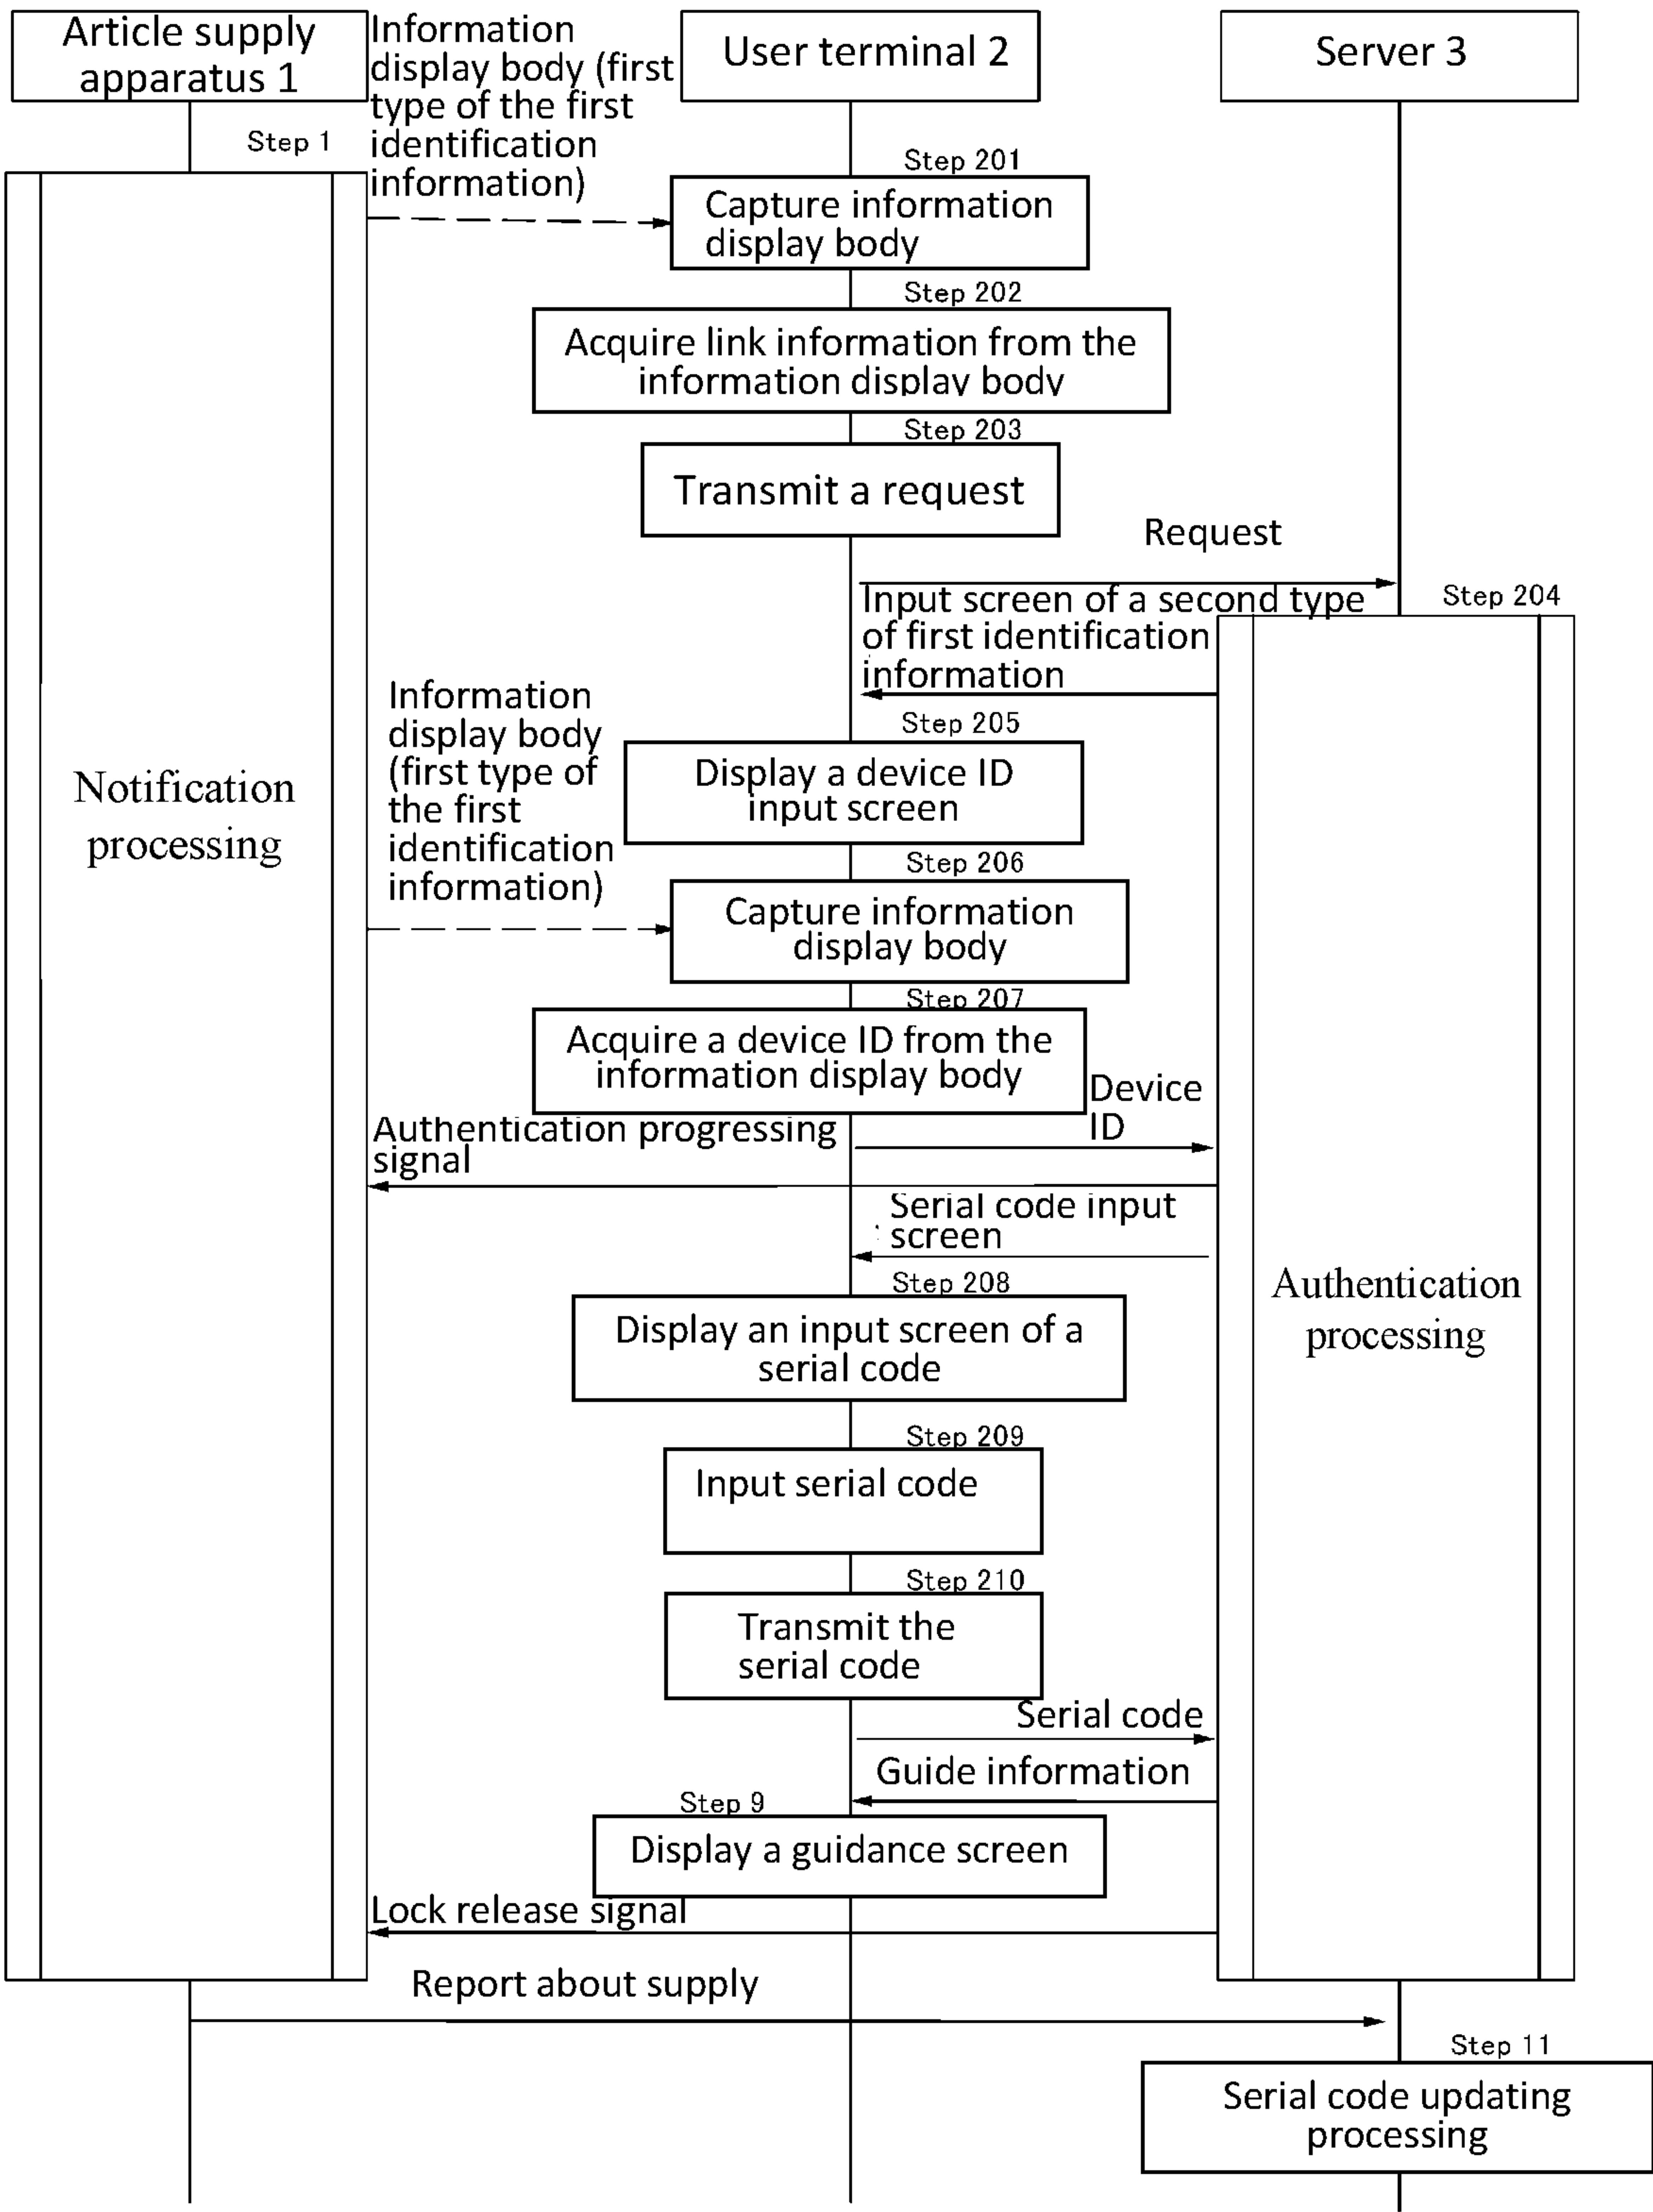 Article supply
apparatus 1
Information
display body (first
type of the first
identification
information)
User terminal 2
Server 3
Step 1
Step 201
Capture information
display body
Step 202
Acquire link information from the
information display body
Step 203
Transmit a request
Request
Input screen of a second type
of first identification
information
Step 204
Information
display body
(first type of
the first
identification
information)
Step 205
Display a device ID
input screen
Notification
processing
Step 206
Capture information
display body
Step 207
Acquire a device ID from the
information display body
Device
ID
Authentication progressing
signal
Serial code input
screen
Step 208
Display an input screen of a
serial code
Authentication
processing
Step 209
Input serial code
Step 210
Transmit the
serial code
Serial code
Guide information
Step 9
Display a guidance screen
Lock release signal
Report about supply
Step 11
Serial code updating
processing